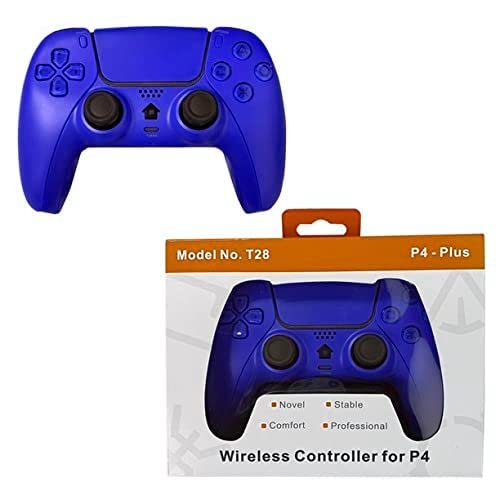 Model No. T28 P4 - Plus
Novel Stable
Comfort Professional
Wireless Controller for P4